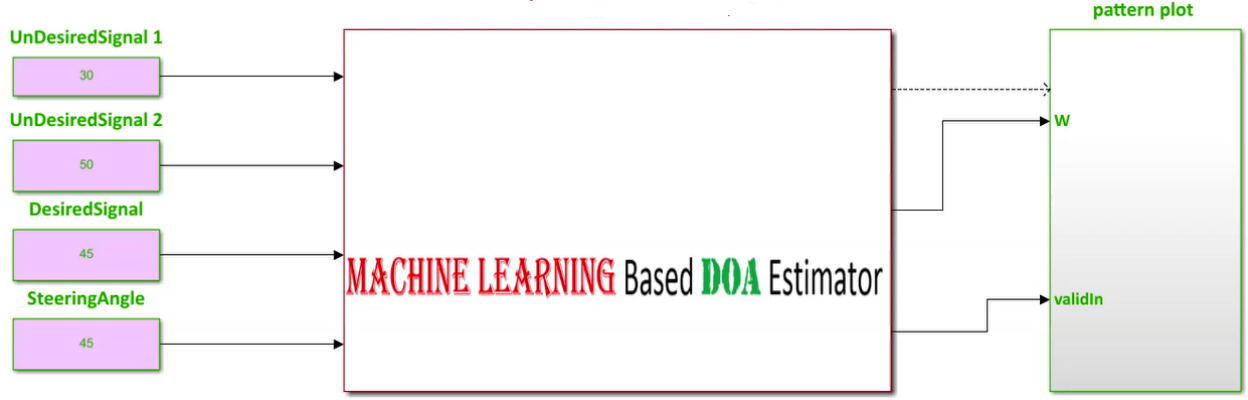 pattern plot
UnDesiredSignal 1
30
UnDesiredSignal 2
50
DesiredSignal
45
SteeringAngle
45
MACHINE LEARNING Based DOA Estimator
W
validIn